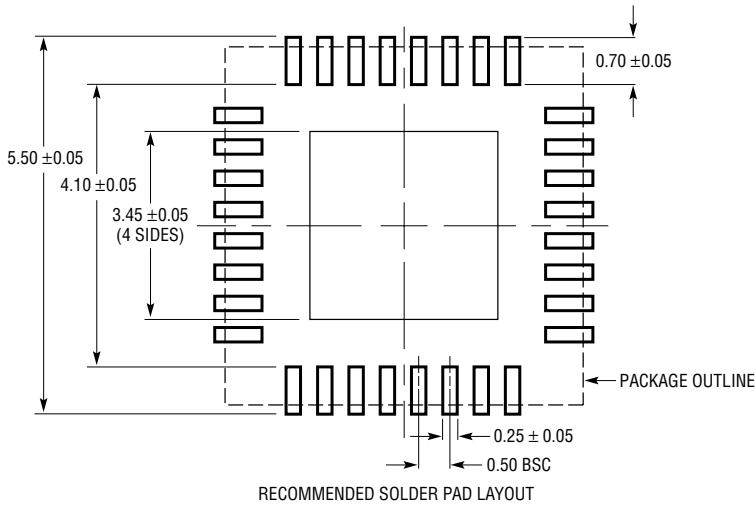 0.70 ±0.05
5.50 ±0.05
4.10 ±0.05
3.45 ±0.05
(4 SIDES)
PACKAGE OUTLINE
0.25 ± 0.05
0.50 BSC
RECOMMENDED SOLDER PAD LAYOUT